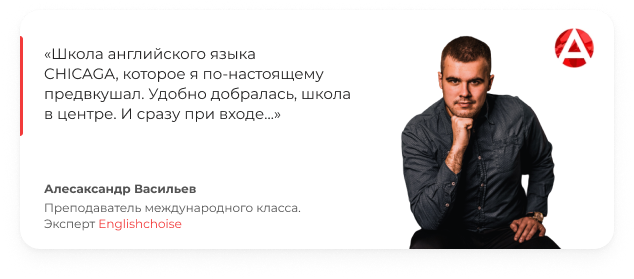 «Школа английского языка
CHICAGA, которое я по-настоящему
предвкушал. Удобно добралась, школа
в центре. И сразу при входе...»
Алесаксандр Васильев
Преподаватель международного класса.
Эксперт Englishchoise